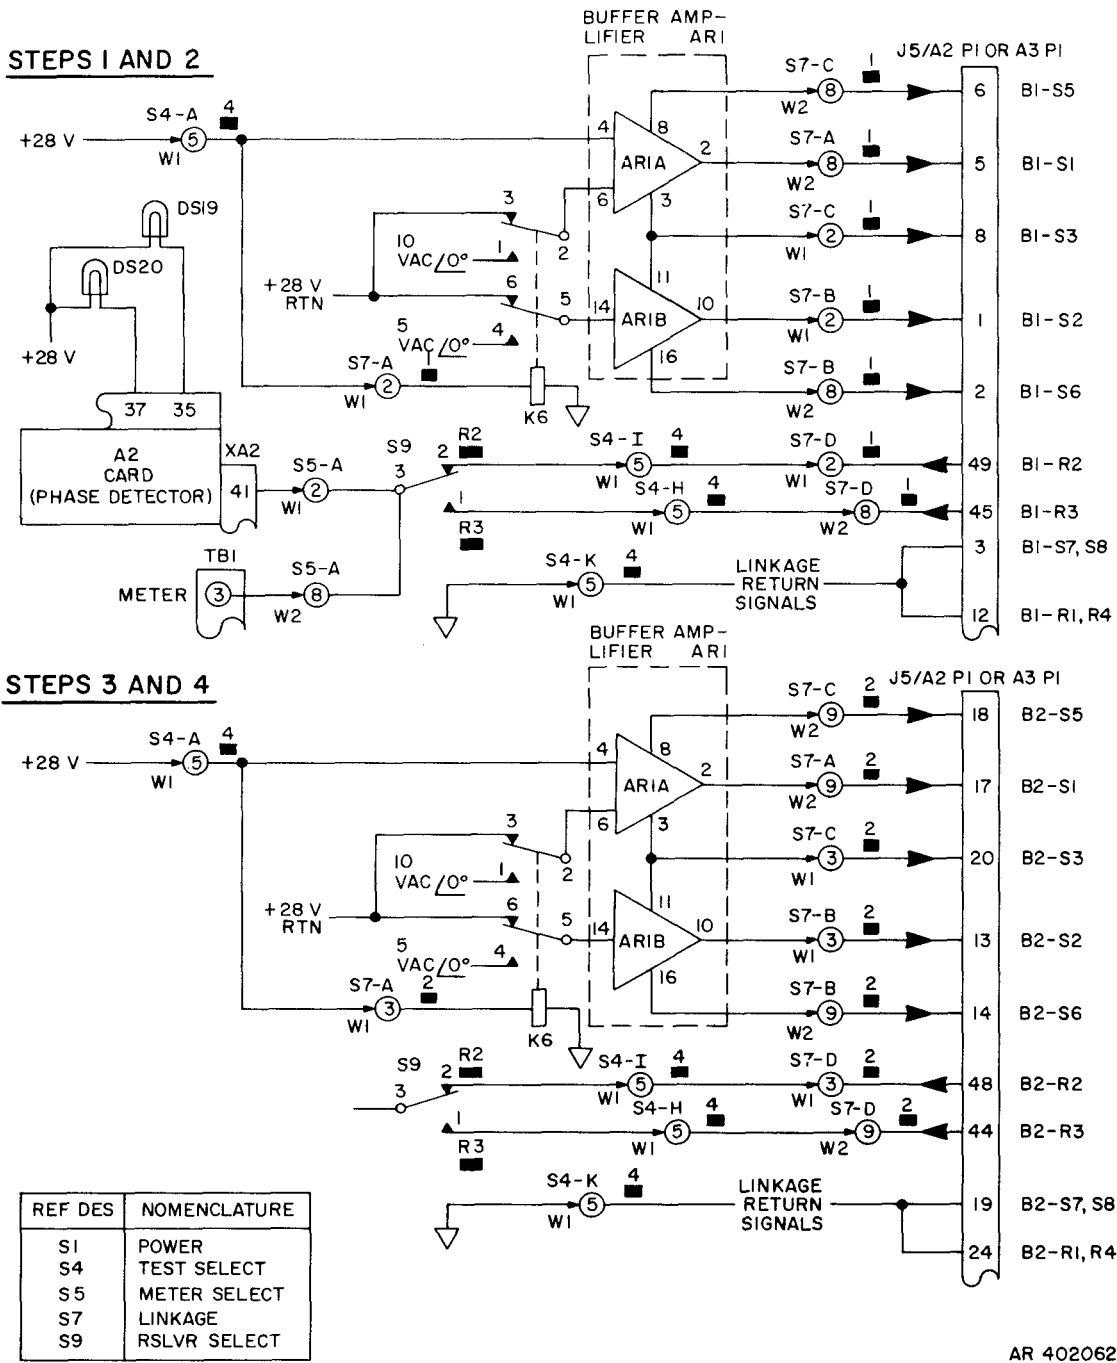 BUFFER AMP-
LIFIER AR1
J5/A2 P1 OR A3 P1
STEPS 1 AND 2
S4-A 4
+28 V 5
W1
4
8
AR1A
2
6
3
S7-C 1
8
W2
6 B1-S5
S7-A 1
8
W2
5 B1-S1
S7-C 1
2
W1
8 B1-S3
DS19
DS20
+28 V
3
10
VAC/0°
1
2
+28 V
RTN
6
5
5
VAC/0°
4
14
11
AR1B
10
16
S7-B 1
2
W1
1 B1-S2
S7-A 1
2
W1
K6
S7-B 1
8
W2
2 B1-S6
37 35
A2
CARD
(PHASE DETECTOR)
XA2
41
S5-A
2
W1
S9
3
2
R2
1
R3
S4-I 4
5
W1
S7-D 1
2
W1
49 B1-R2
S4-H 4
5
W1
S7-D 1
8
W2
45 B1-R3
TB1
METER 3
S5-A
8
W2
S4-K 4
5
W1
LINKAGE
RETURN
SIGNALS
3 B1-S7, S8
12 B1-R1, R4
BUFFER AMP-
LIFIER AR1
J5/A2 P1 OR A3 P1
STEPS 3 AND 4
S4-A 4
+28 V 5
W1
4
8
AR1A
2
6
3
S7-C 2
9
W2
18 B2-S5
S7-A 2
9
W2
17 B2-S1
S7-C 2
3
W1
20 B2-S3
3
10
VAC/0°
1
2
+28 V
RTN
6
5
5
VAC/0°
4
14
11
AR1B
10
16
S7-B 2
3
W1
13 B2-S2
S7-A 2
3
W1
K6
S7-B 2
9
W2
14 B2-S6
S9
3
2
R2
1
R3
S4-I 4
5
W1
S7-D 2
3
W1
48 B2-R2
S4-H 4
5
W1
S7-D 2
9
W2
44 B2-R3
S4-K 4
5
W1
LINKAGE
RETURN
SIGNALS
19 B2-S7, S8
24 B2-R1, R4
REF DES NOMENCLATURE
S1 POWER
S4 TEST SELECT
S5 METER SELECT
S7 LINKAGE
S9 RSLVR SELECT
AR 402062